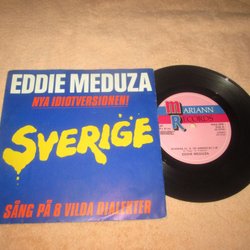 EDDIE MEDUZA
NYA IDIOTVERSIONEN!
SVERIGE
SÅNG PÅ 8 VILDA DIALEKTER
MARIANN
RECORDS
EDDIE MEDUZA